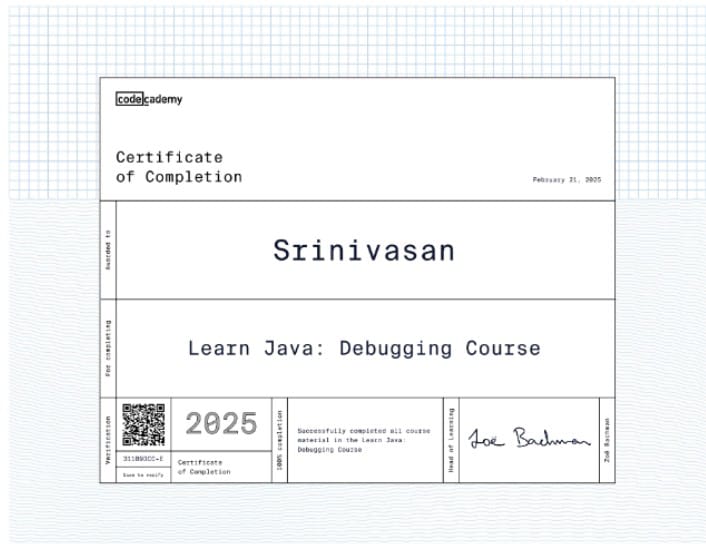 codecademy
Certificate
of Completion
February 21, 2025
Awarded to
Srinivasan
For completing
Learn Java: Debugging Course
Verification
Scan to verify
2025
Certificate
of Completion
100% completion
Successfully completed all course
material in the Learn Java:
Debugging Course
Head of Learning
Zoë Bachman
Zoë Bachman